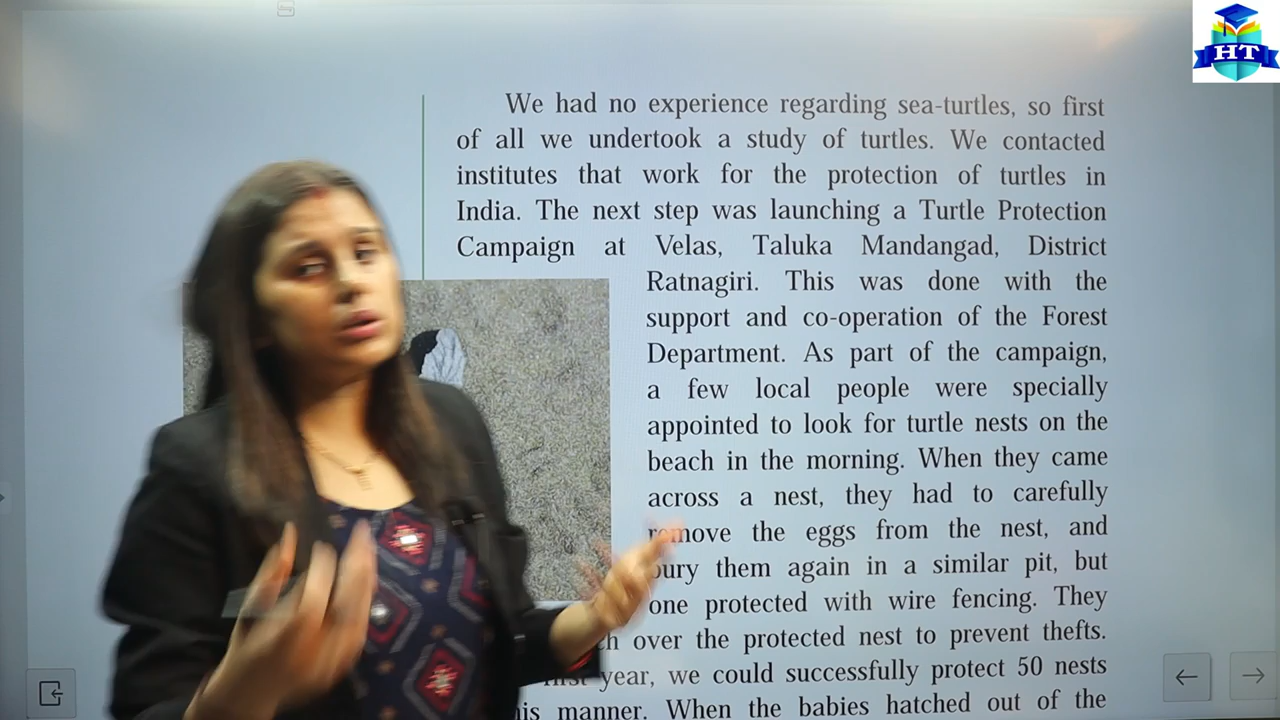 HT
We had no experience regarding sea-turtles, so first
of all we undertook a study of turtles. We contacted
institutes that work for the protection of turtles in
India. The next step was launching a Turtle Protection
Campaign at Velas, Taluka Mandangad, District
Ratnagiri. This was done with the
support and co-operation of the Forest
Department. As part of the campaign,
a few local people were specially
appointed to look for turtle nests on the
beach in the morning. When they came
across a nest, they had to carefully
remove the eggs from the nest, and
bury them again in a similar pit, but
one protected with wire fencing. They
over the protected nest to prevent thefts.
first year, we could successfully protect 50 nests
manner. When the babies hatched out of the